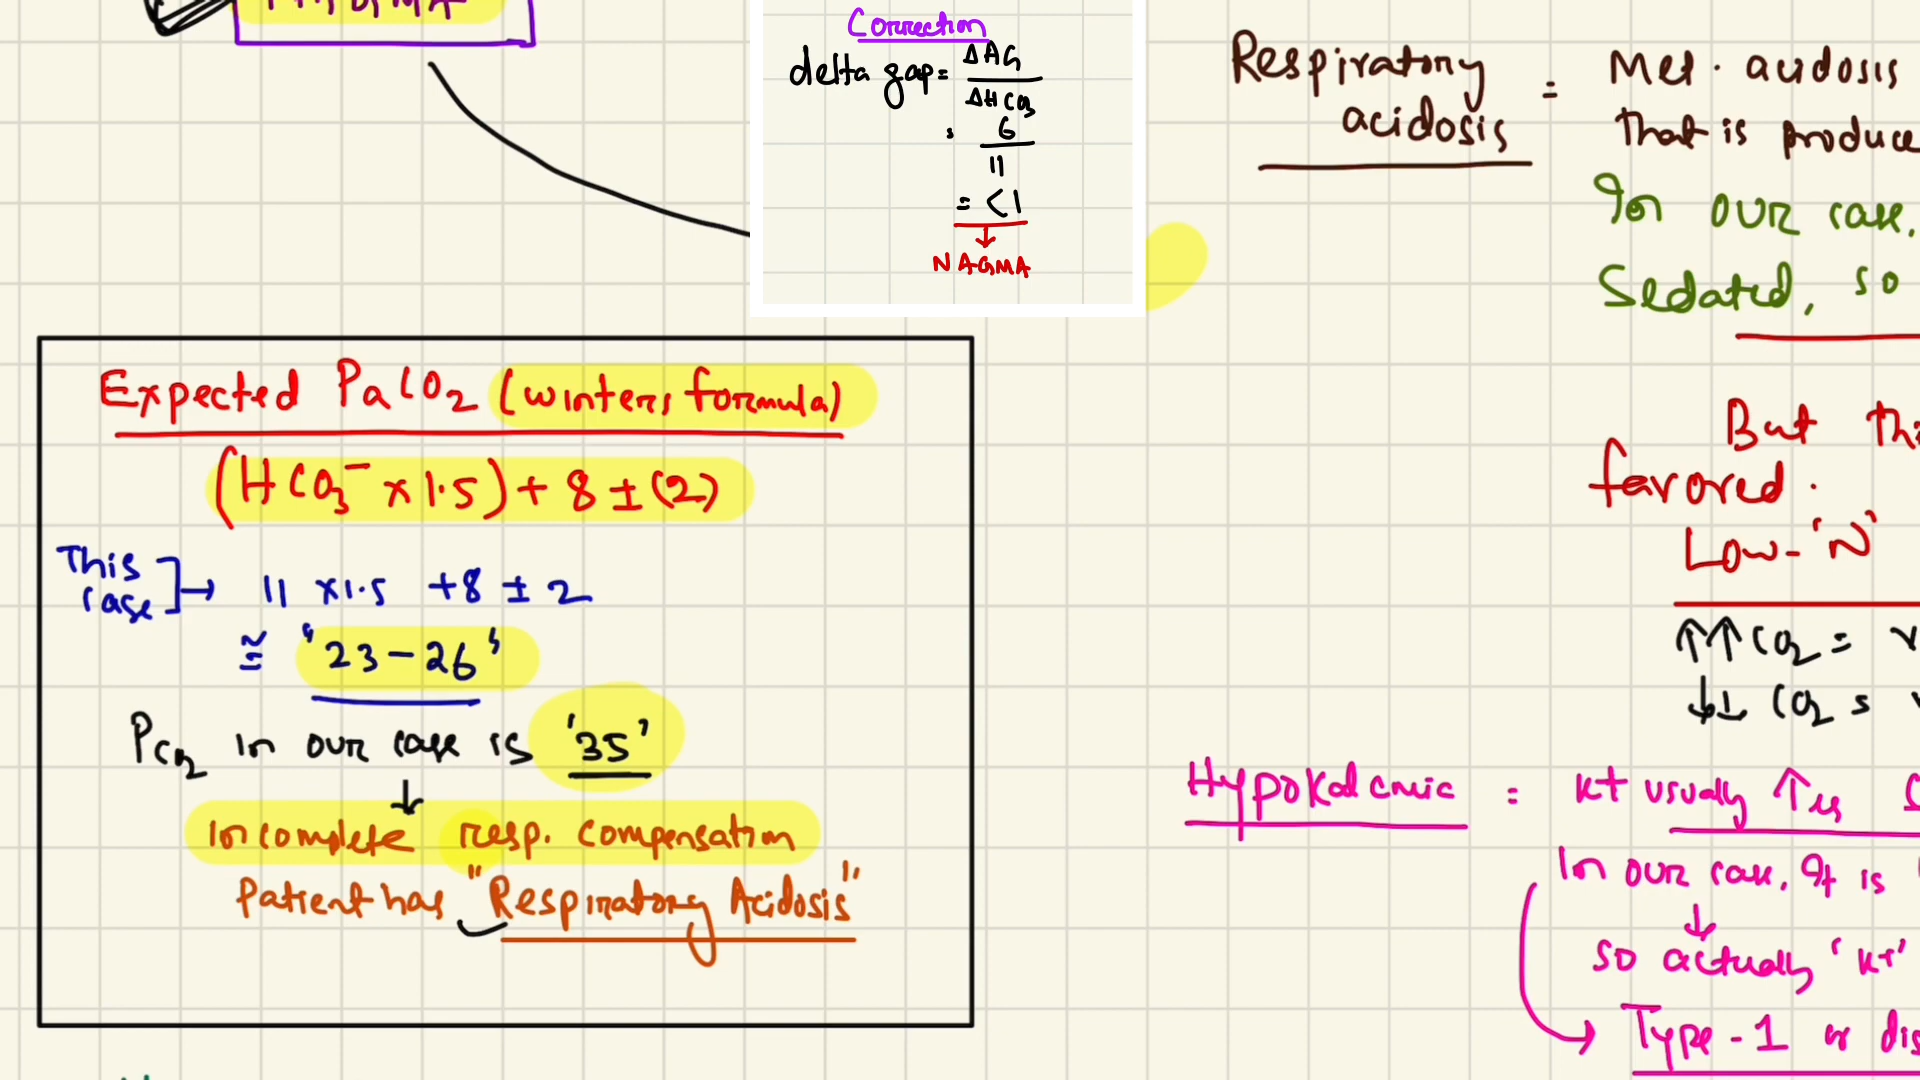 Correction
delta gap = ΔAG
ΔHCO3
= 6
11
= <1
↓
NAGMA
Respiratory acidosis = Met. acidosis
that is produce
In our case,
Sedated, so
But th
favored.
Low-'N'
↑↑ CO2 =
↓↓ CO2 =
Hypokalemic = K+ usually ↑es
In our case, It is
↓
so actually 'K+'
→ Type-1 or dis
Expected PaCO2 (winters formula)
(HCO3⁻ x 1.5) + 8 ± (2)
This case → 11 x 1.5 + 8 ± 2
≅ '23-26'
PCO2 in our case is '35'
↓
Incomplete resp. compensation
Patient has "Respiratory Acidosis"